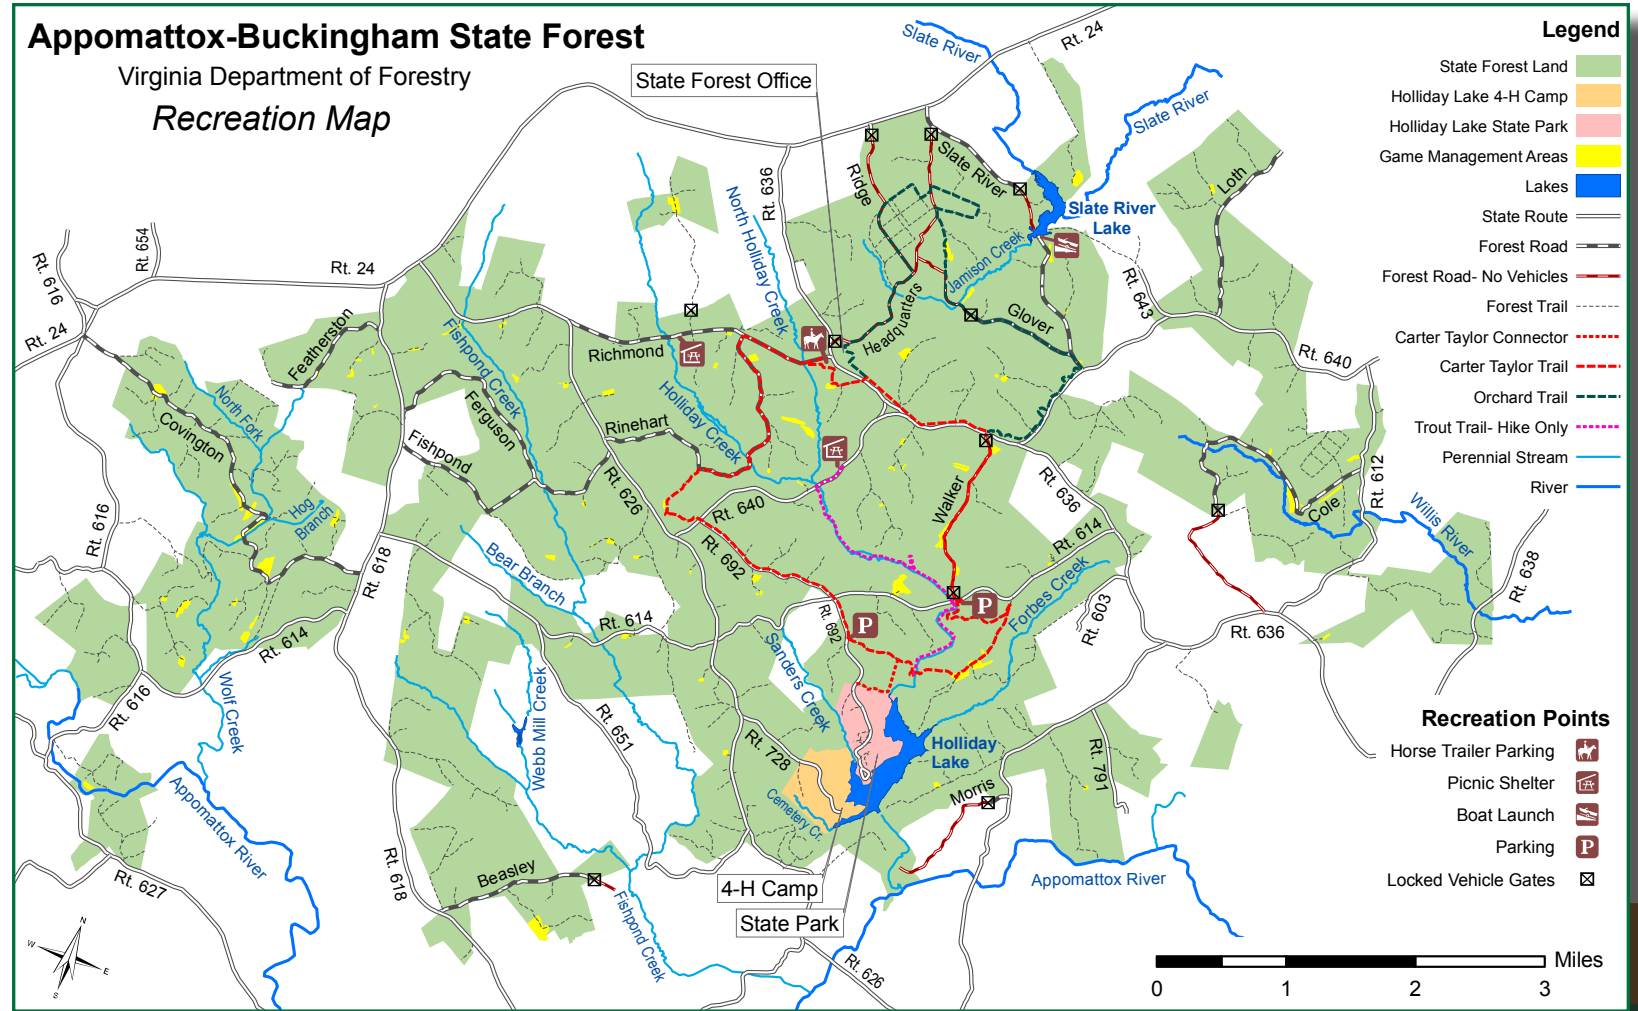 Appomattox-Buckingham State Forest
Virginia Department of Forestry
Recreation Map
State Forest Office
Legend
State Forest Land
Holliday Lake 4-H Camp
Holliday Lake State Park
Game Management Areas
Lakes
State Route
Forest Road
Forest Road- No Vehicles
Forest Trail
Carter Taylor Connector
Carter Taylor Trail
Orchard Trail
Trout Trail- Hike Only
Perennial Stream
River
Recreation Points
Horse Trailer Parking
Picnic Shelter
Boat Launch
Parking
P
Locked Vehicle Gates
Miles
0 1 2 3
Slate River
Rt. 24
Slate River
Rt. 636
Ridge
Slate River
Loth
Slate River
Lake
North Holliday Creek
Rt. 654
Rt. 616
Rt. 24
Rt. 24
Jamison Creek
Rt. 643
Headquarters
Glover
Featherston
Fishpond Creek
Richmond
Rt. 640
North Fork
Covington
Ferguson
Holliday Creek
Rinehart
Fishpond
Rt. 626
Rt. 640
Walker
Rt. 636
Rt. 612
Cole
Willis River
Hog
Branch
Rt. 616
Rt. 618
Bear Branch
Rt. 692
Rt. 614
Forbes Creek
Rt. 638
Rt. 603
Rt. 636
Rt. 614
Rt. 614
Rt. 692
P
P
Sanders Creek
Wolf Creek
Rt. 616
Webb Mill Creek
Rt. 651
Rt. 728
Holliday
Lake
Rt. 791
Morris
Cemetery Cr.
Appomattox River
Rt. 627
Rt. 618
Beasley
Fishpond Creek
4-H Camp
State Park
Appomattox River
Rt. 626
N
W
E
S